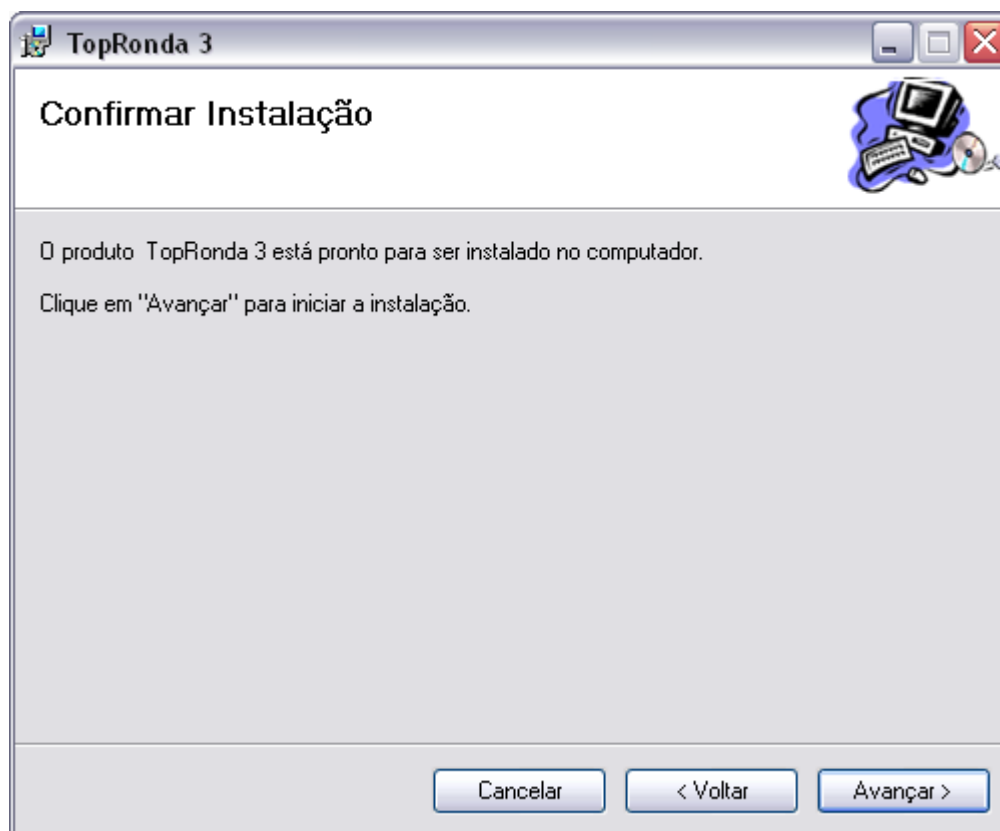 TopRonda 3
Confirmar Instalação
O produto  TopRonda 3 está pronto para ser instalado no computador.
Clique em "Avançar" para iniciar a instalação.
Cancelar
< Voltar
Avançar >